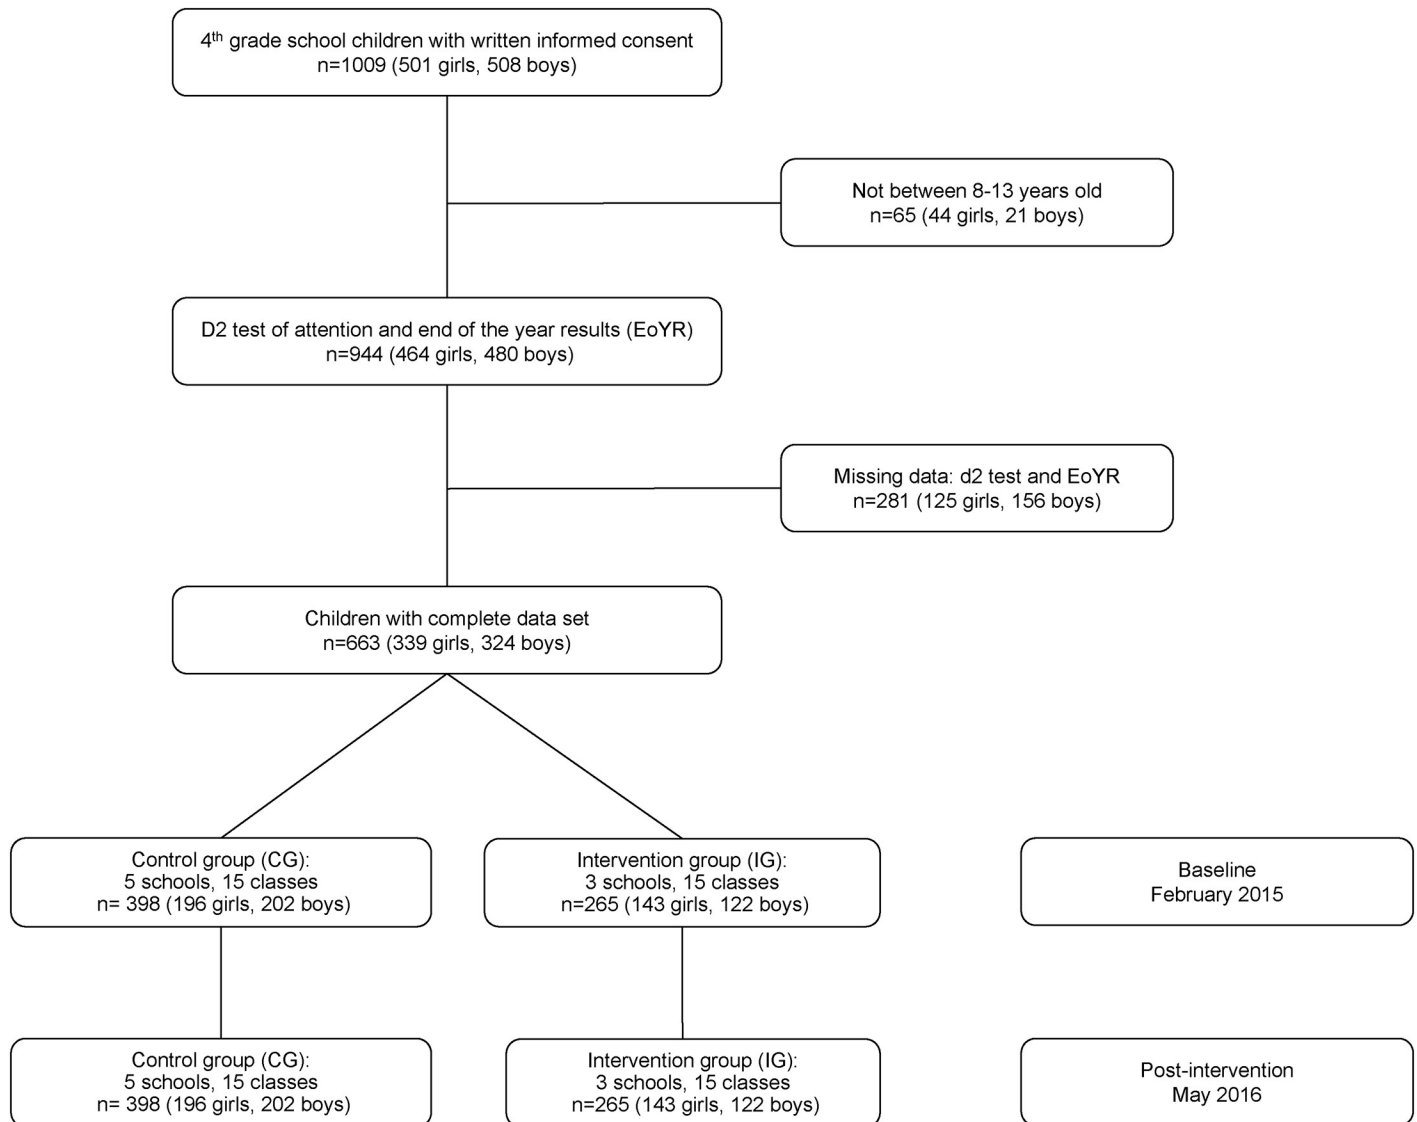 4th grade school children with written informed consent
n=1009 (501 girls, 508 boys)
Not between 8-13 years old
n=65 (44 girls, 21 boys)
D2 test of attention and end of the year results (EoYR)
n=944 (464 girls, 480 boys)
Missing data: d2 test and EoYR
n=281 (125 girls, 156 boys)
Children with complete data set
n=663 (339 girls, 324 boys)
Control group (CG):
5 schools, 15 classes
n= 398 (196 girls, 202 boys)
Intervention group (IG):
3 schools, 15 classes
n=265 (143 girls, 122 boys)
Baseline
February 2015
Control group (CG):
5 schools, 15 classes
n= 398 (196 girls, 202 boys)
Intervention group (IG):
3 schools, 15 classes
n=265 (143 girls, 122 boys)
Post-intervention
May 2016